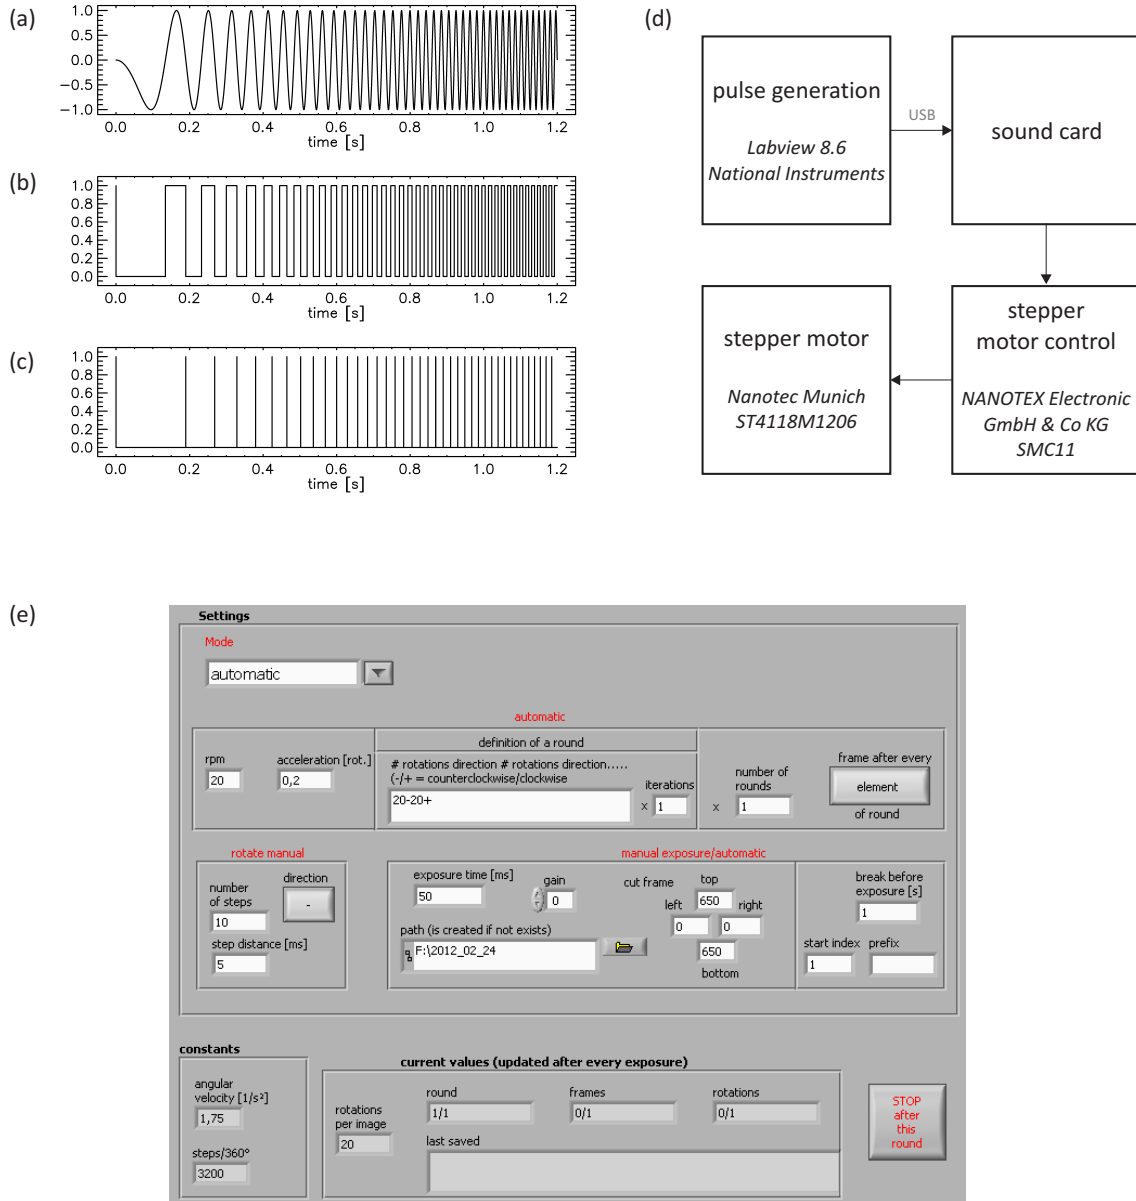 (a)
1.0
0.5
0.0
−0.5
−1.0
0.0 0.2 0.4 0.6 0.8 1.0 1.2
time [s]
(b)
1.0
0.8
0.6
0.4
0.2
0.0
0.0 0.2 0.4 0.6 0.8 1.0 1.2
time [s]
(c)
1.0
0.8
0.6
0.4
0.2
0.0
0.0 0.2 0.4 0.6 0.8 1.0 1.2
time [s]
(d)
pulse generation
Labview 8.6
National Instruments
USB
sound card
stepper motor
Nanotec Munich
ST4118M1206
stepper
motor control
NANOTEX Electronic
GmbH & Co KG
SMC11
(e)
Settings
Mode
automatic
automatic
rpm
20
acceleration [rot.]
0,2
definition of a round
# rotations direction # rotations direction.....
(-/+ = counterclockwise/clockwise
20-20+
iterations
x 1
number of
rounds
x 1
frame after every
element
of round
rotate manual
number
of steps
10
direction
-
step distance [ms]
5
manual exposure/automatic
exposure time [ms]
50
gain
0
cut frame
top
650
left
0
right
0
650
bottom
path (is created if not exists)
F:\2012_02_24
break before
exposure [s]
1
start index
1
prefix
constants
angular
velocity [1/s²]
1,75
steps/360°
3200
current values (updated after every exposure)
rotations
per image
20
round
1/1
frames
0/1
rotations
0/1
last saved
STOP
after
this
round